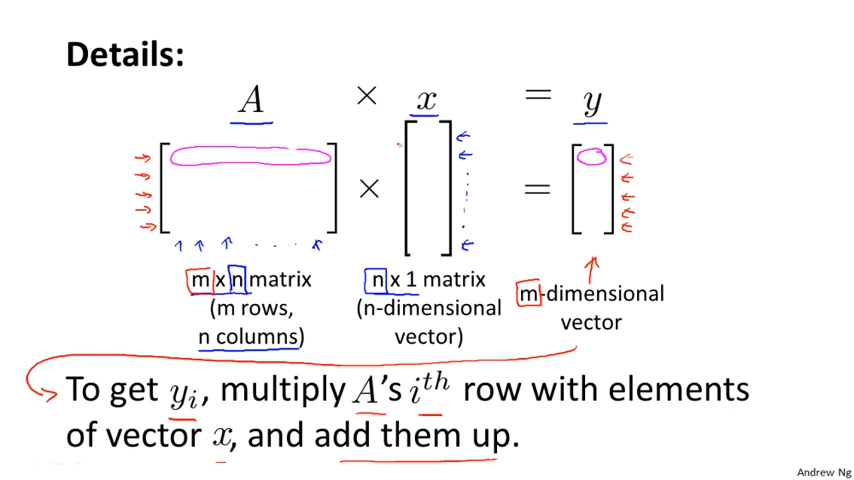 Details:
A × x = y
[ ] × [ ] = [ ]
m x n matrix n x 1 matrix m-dimensional
(m rows, (n-dimensional vector
n columns) vector)
To get yᵢ, multiply A's iᵗʰ row with elements
of vector x, and add them up.
Andrew Ng